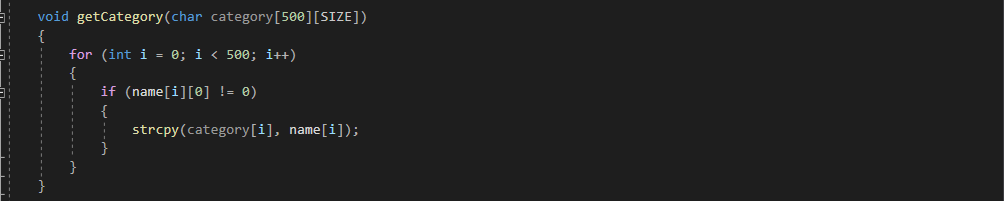 void getCategory(char category[500][SIZE])
{
for (int i = 0; i < 500; i++)
{
if (name[i][0] != 0)
{
strcpy(category[i], name[i]);
}
}
}